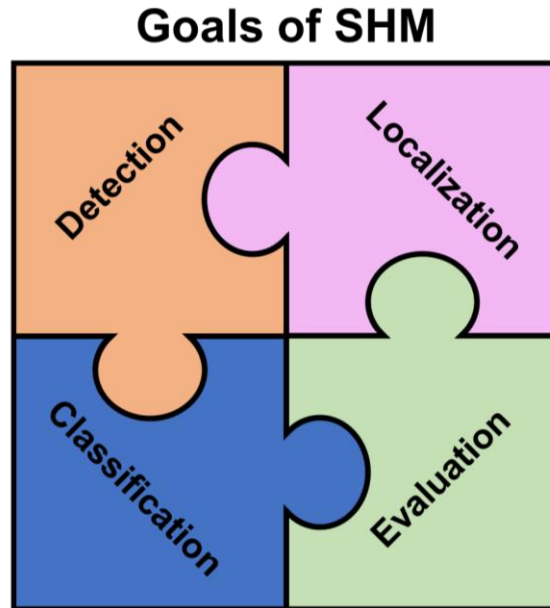 Goals of SHM
Detection
Localization
Classification
Evaluation